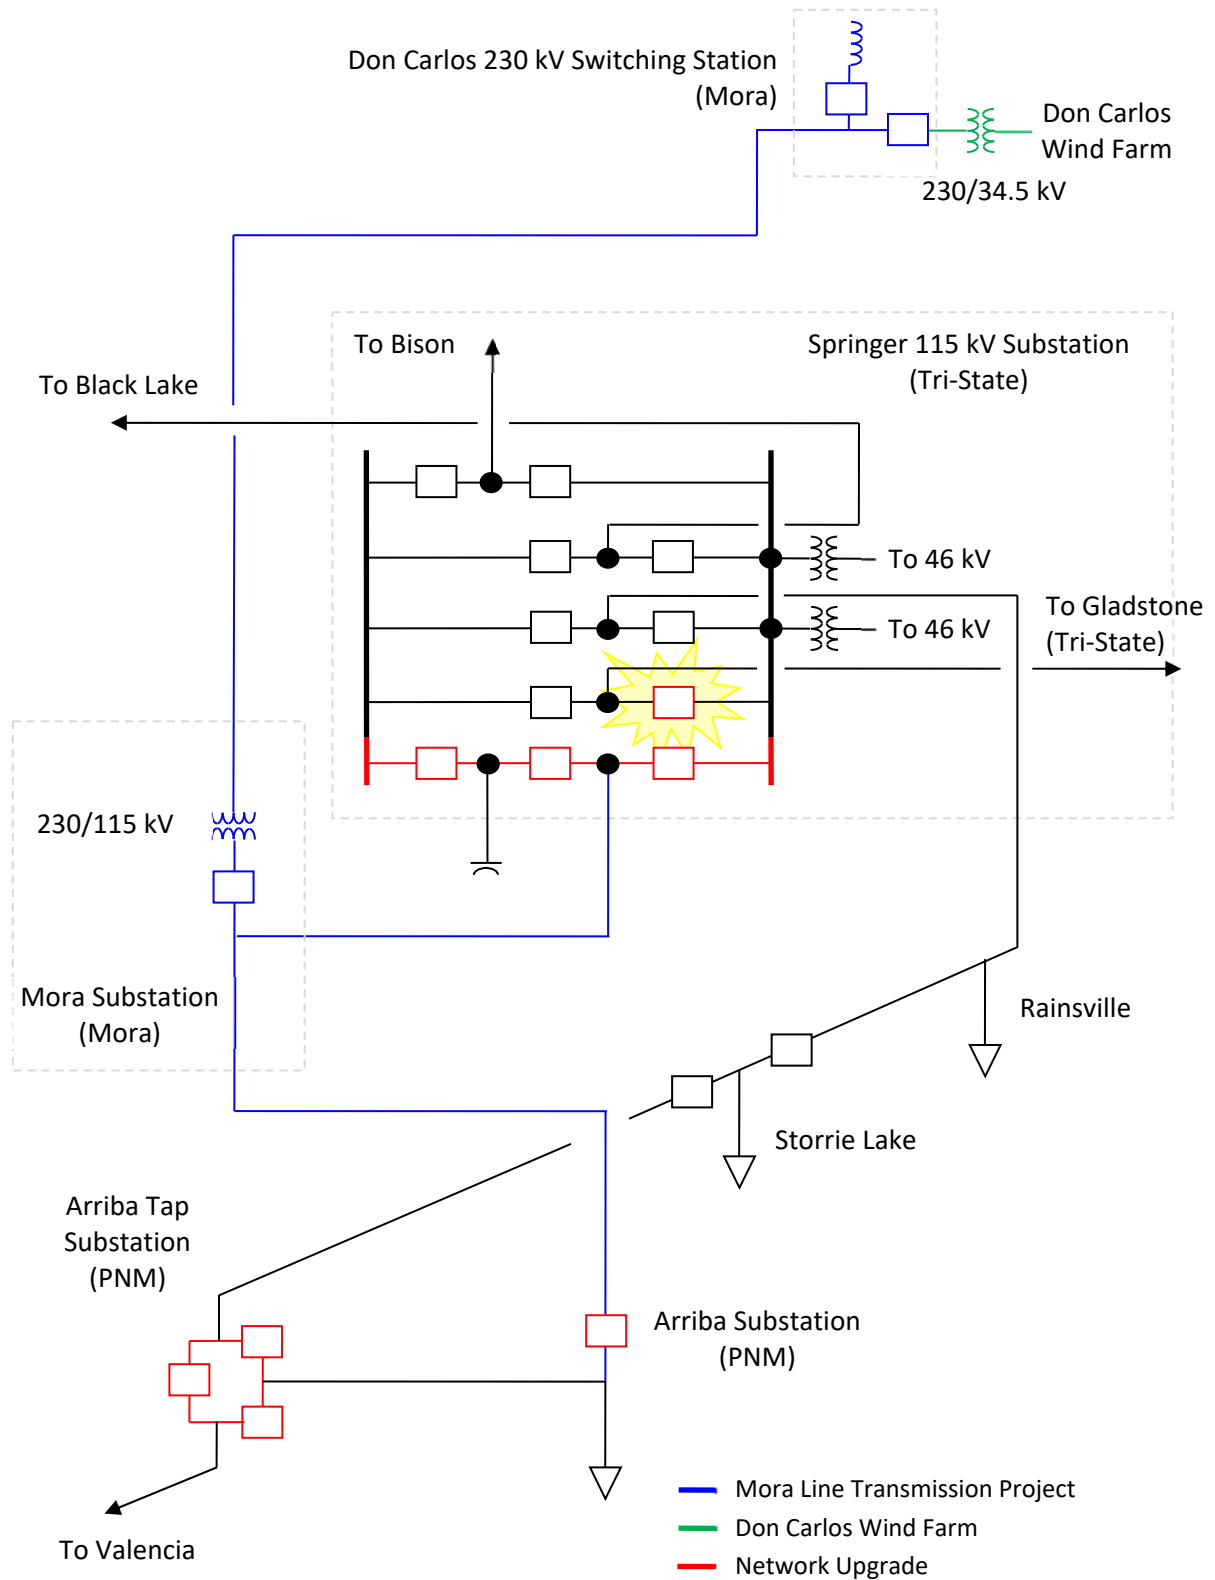 Don Carlos 230 kV Switching Station
(Mora)
Don Carlos
Wind Farm
230/34.5 kV
To Bison
Springer 115 kV Substation
(Tri-State)
To Black Lake
To 46 kV
To 46 kV
To Gladstone
(Tri-State)
230/115 kV
Mora Substation
(Mora)
Rainsville
Storrie Lake
Arriba Tap
Substation
(PNM)
Arriba Substation
(PNM)
To Valencia
Mora Line Transmission Project
Don Carlos Wind Farm
Network Upgrade